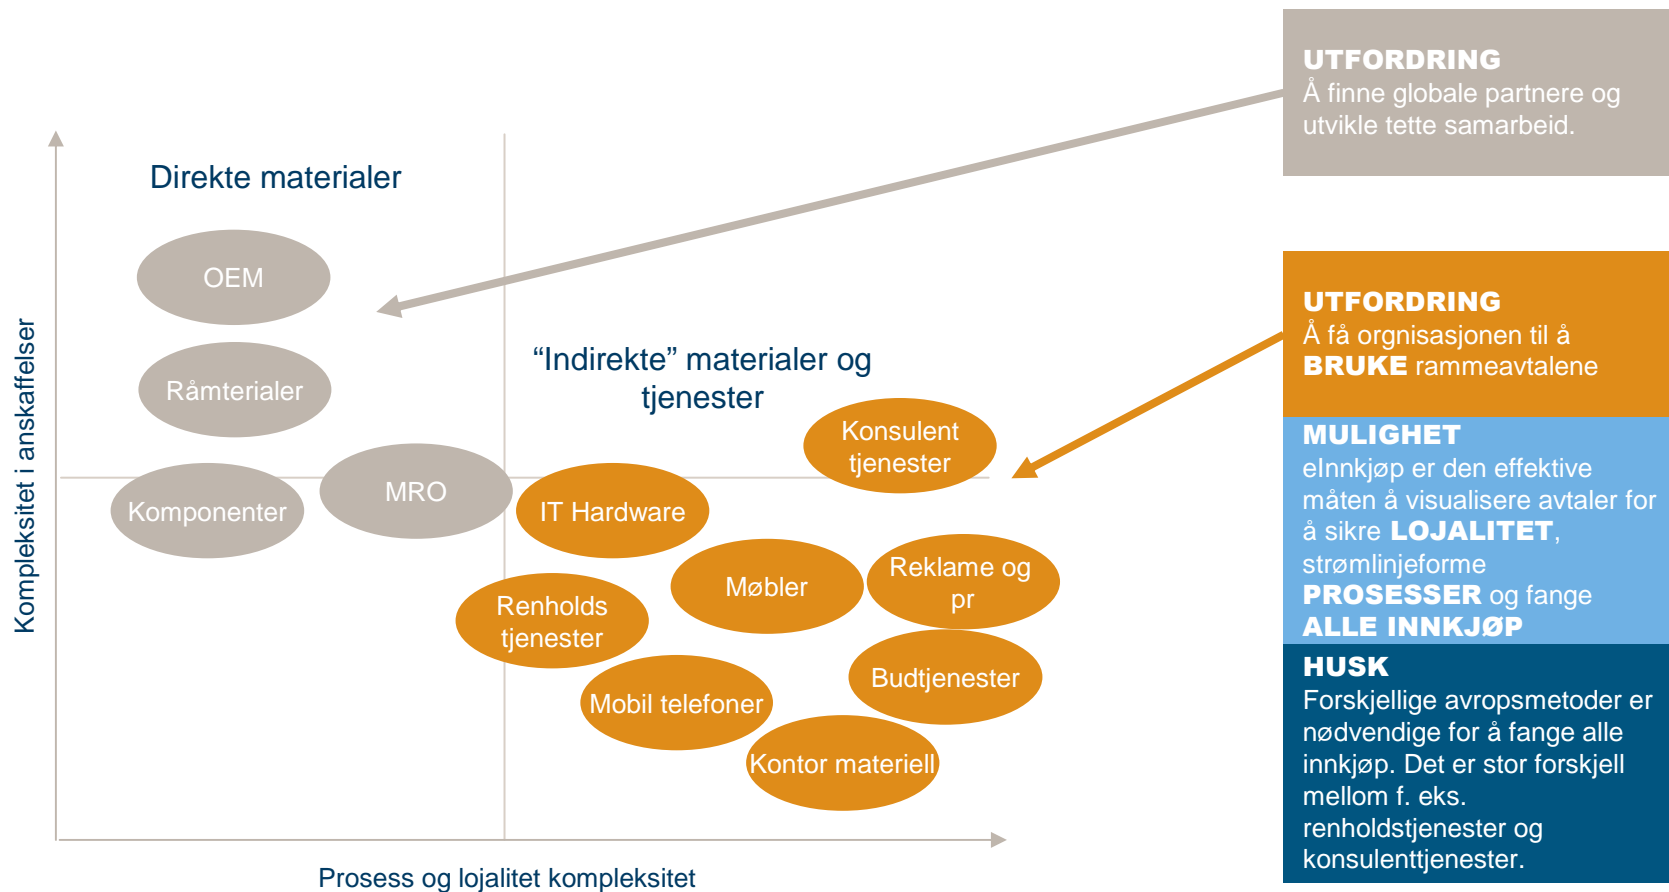 UTFORDRING
Å finne globale partnere og
utvikle tette samarbeid.
Direkte materialer
OEM
Råmterialer
Komponenter
MRO
Kompleksitet i anskaffelser
“Indirekte” materialer og
tjenester
Konsulent
tjenester
IT Hardware
Møbler
Reklame og
pr
Renholds
tjenester
Budtjenester
Mobil telefoner
Kontor materiell
Prosess og lojalitet kompleksitet
UTFORDRING
Å få orgnisasjonen til å
BRUKE rammeavtalene
MULIGHET
eInnkjøp er den effektive
måten å visualisere avtaler for
å sikre LOJALITET,
strømlinjeforme
PROSESSER og fange
ALLE INNKJØP
HUSK
Forskjellige avropsmetoder er
nødvendige for å fange alle
innkjøp. Det er stor forskjell
mellom f. eks.
renholdstjenester og
konsulenttjenester.